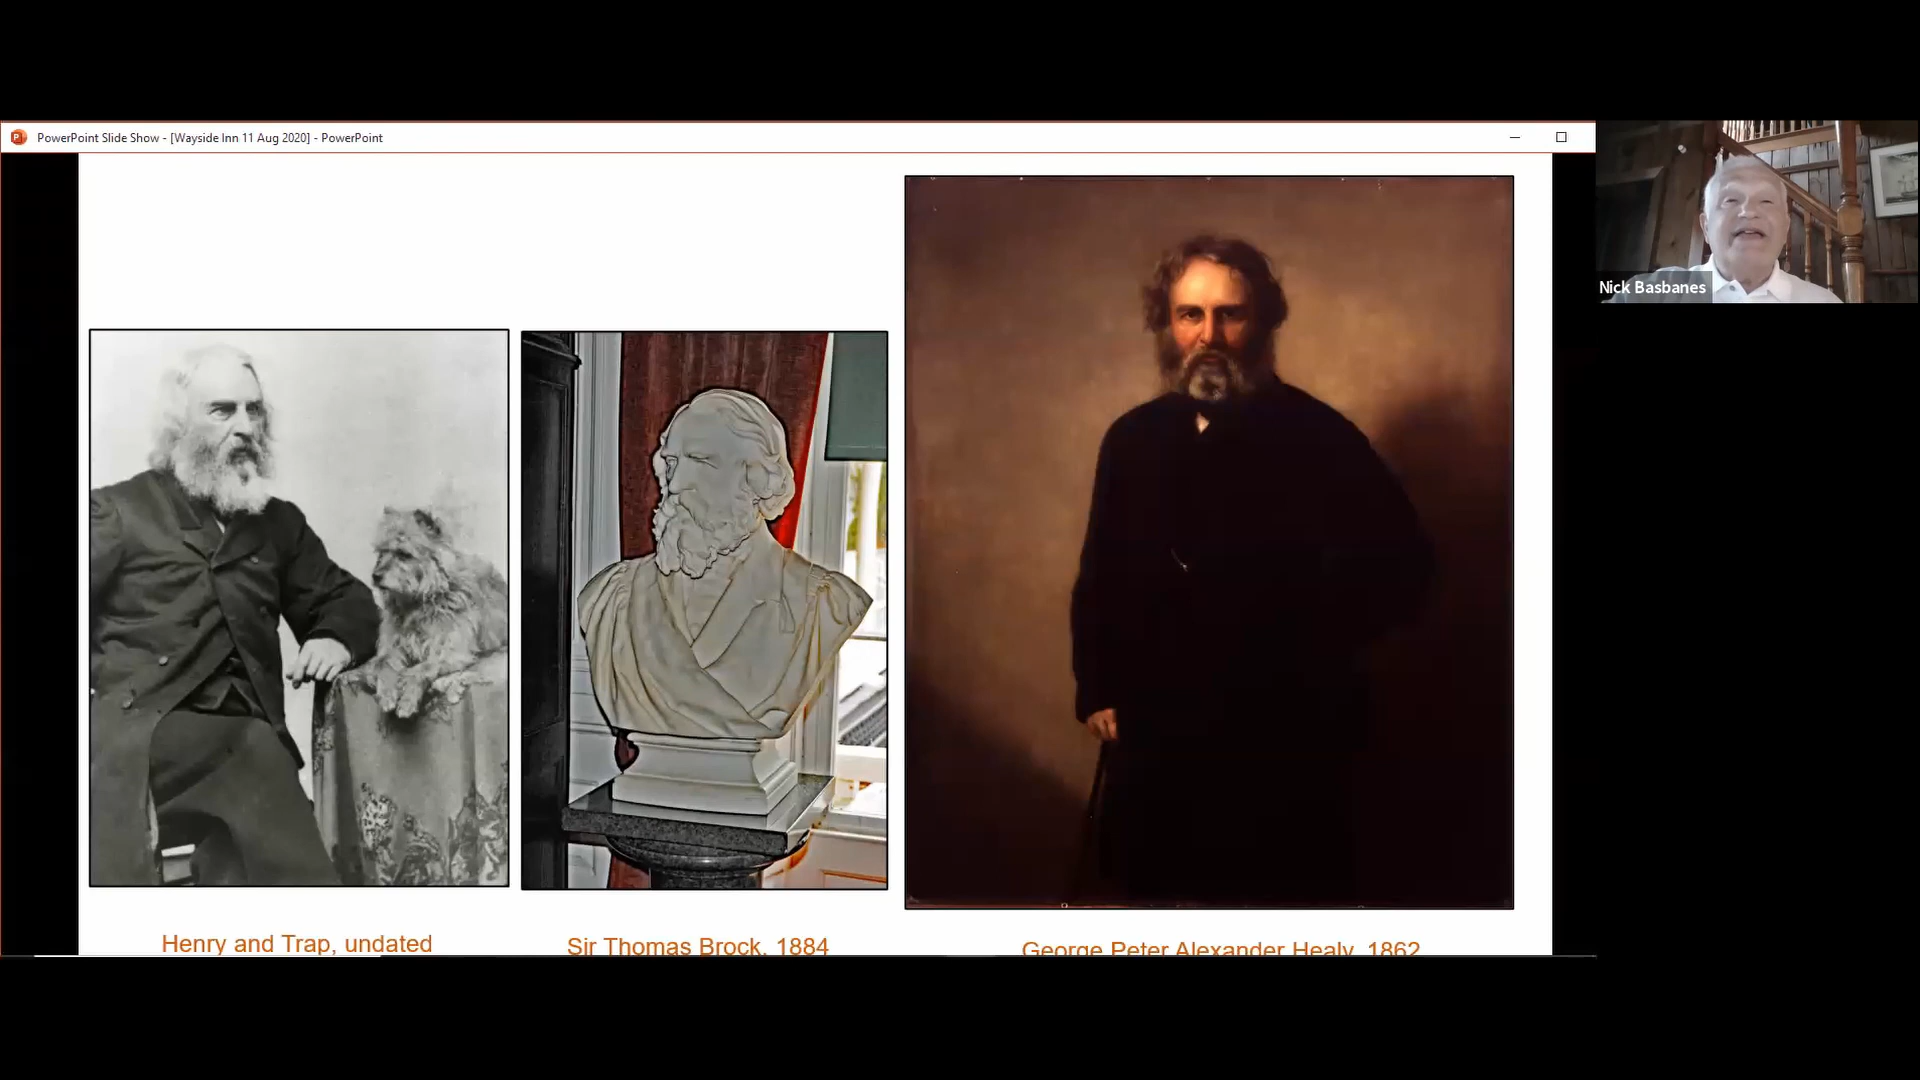 PowerPoint Slide Show - [Wayside Inn 11 Aug 2020] - PowerPoint
Nick Basbanes
Henry and Trap, undated
Sir Thomas Brock, 1884
George Peter Alexander Healy, 1862